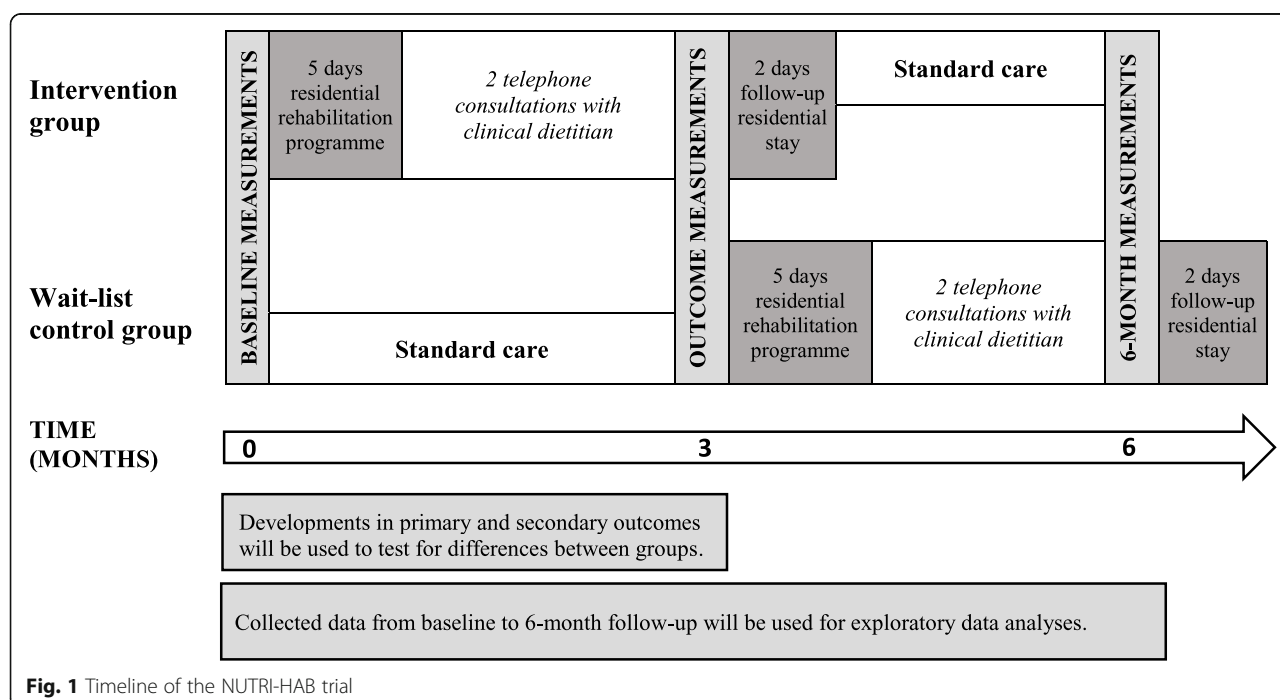 Intervention
group
BASELINE MEASUREMENTS
5 days
residential
rehabilitation
programme
2 telephone
consultations with
clinical dietitian
OUTCOME MEASUREMENTS
2 days
follow-up
residential
stay
Standard care
6-MONTH MEASUREMENTS
Wait-list
control group
Standard care
5 days
residential
rehabilitation
programme
2 telephone
consultations with
clinical dietitian
2 days
follow-up
residential
stay
TIME
(MONTHS)
0
3
6
Developments in primary and secondary outcomes
will be used to test for differences between groups.
Collected data from baseline to 6-month follow-up will be used for exploratory data analyses.
Fig. 1 Timeline of the NUTRI-HAB trial